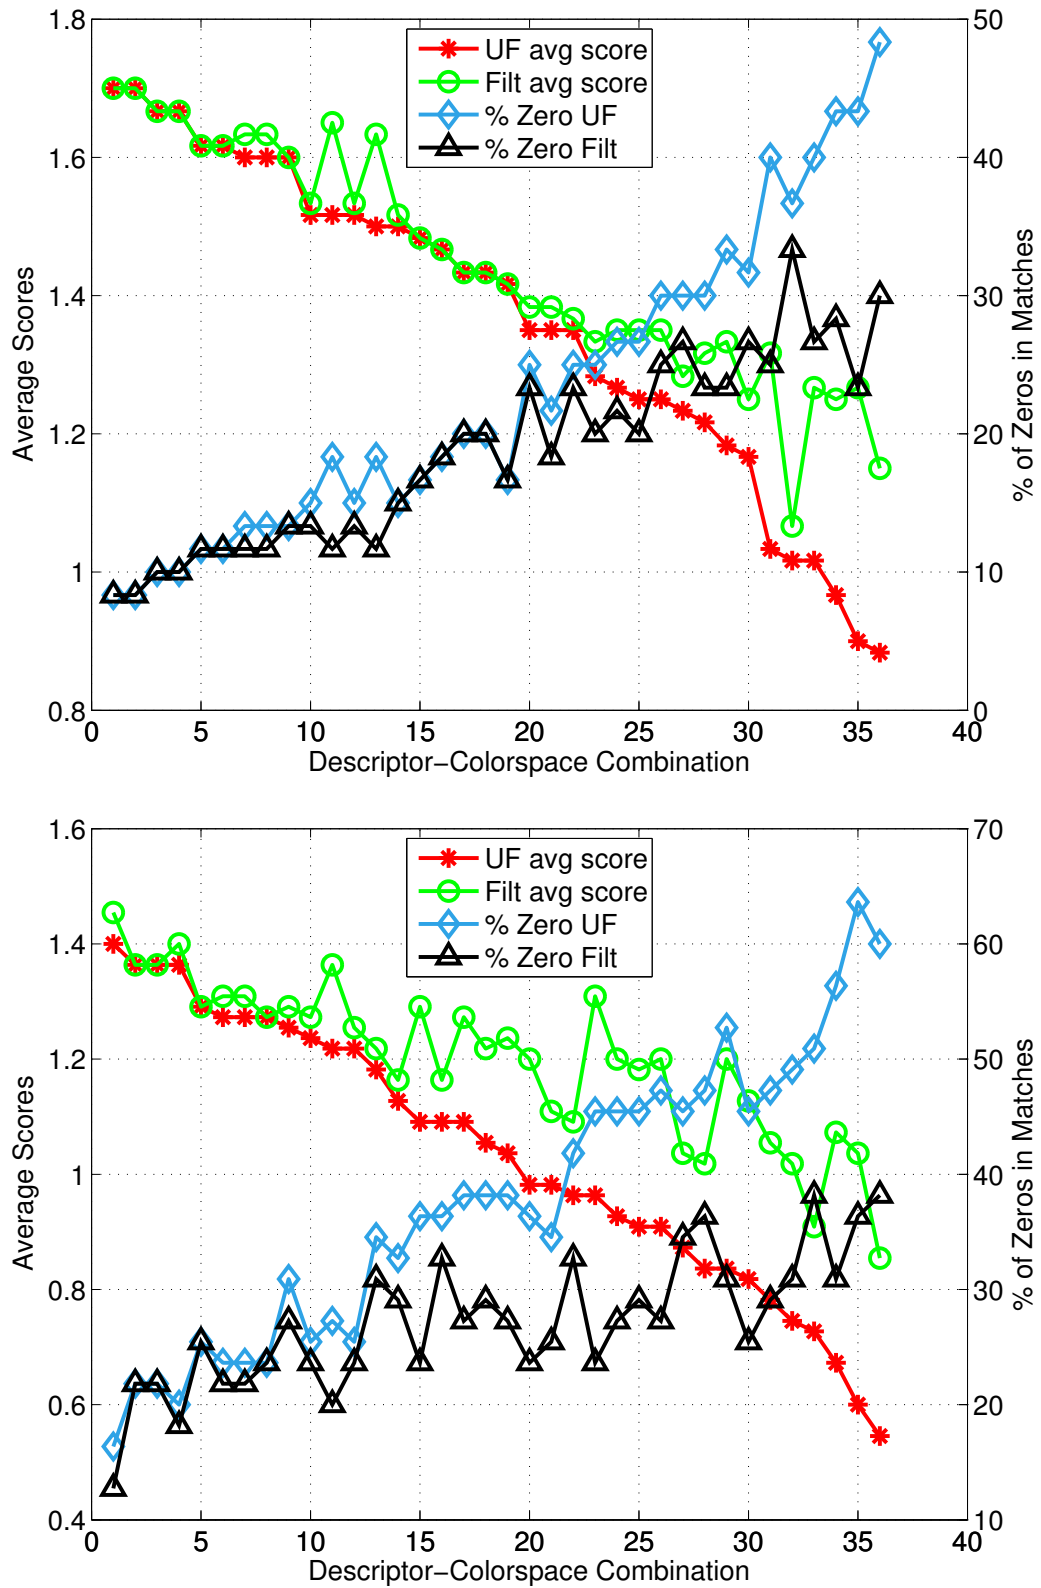 1.8
1.6
1.4
1.2
1
0.8
50
40
30
20
10
0
Average Scores
% of Zeros in Matches
UF avg score
Filt avg score
% Zero UF
% Zero Filt
0 5 10 15 20 25 30 35 40
Descriptor−Colorspace Combination
1.6
1.4
1.2
1
0.8
0.6
0.4
70
60
50
40
30
20
10
Average Scores
% of Zeros in Matches
UF avg score
Filt avg score
% Zero UF
% Zero Filt
0 5 10 15 20 25 30 35 40
Descriptor−Colorspace Combination